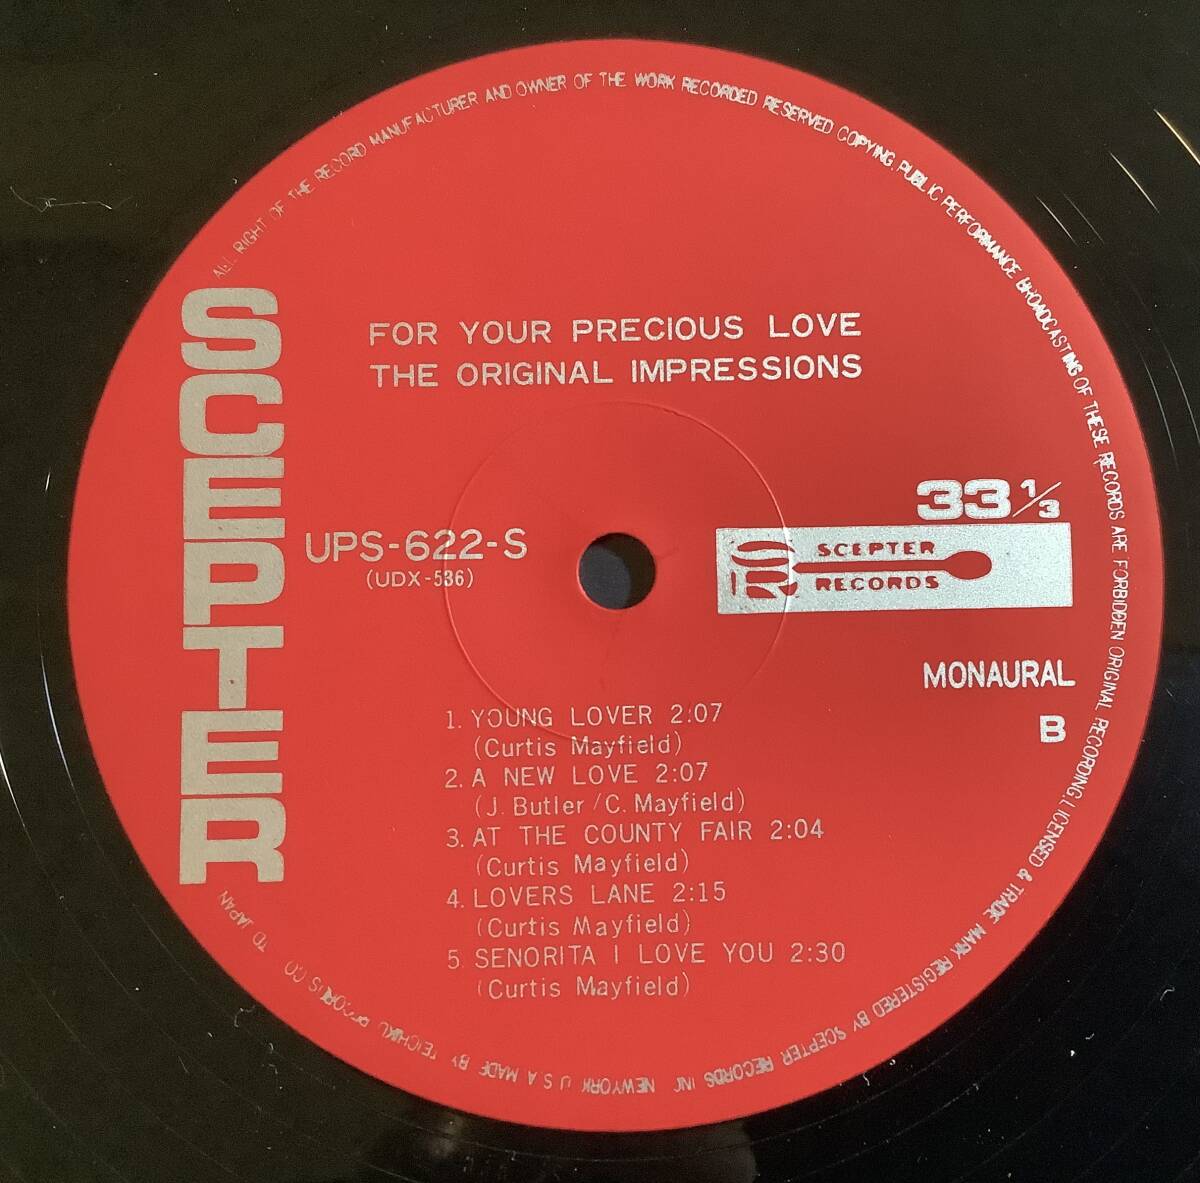 ALL RIGHT OF THE RECORD MANUFACTURER AND OWNER OF THE WORK RECORDED RESERVED COPYING, PUBLIC PERFORMANCE BROADCASTING OF THESE RECORDS ARE FORBIDDEN ORIGINAL RECORDING, LICENSED & TRADE MARK REGISTERED BY SCEPTER RECORDS INC NEWYORK U.S.A MADE BY TEICHIKU RECORDS CO LTD JAPAN
SCEPTER
FOR YOUR PRECIOUS LOVE
THE ORIGINAL IMPRESSIONS
33 1/3
UPS-622-S
(UDX-536)
SCEPTER
RECORDS
MONAURAL
B
1. YOUNG LOVER 2:07
(Curtis Mayfield)
2. A NEW LOVE 2:07
(J. Butler/C. Mayfield)
3. AT THE COUNTY FAIR 2:04
(Curtis Mayfield)
4. LOVERS LANE 2:15
(Curtis Mayfield)
5. SENORITA I LOVE YOU 2:30
(Curtis Mayfield)